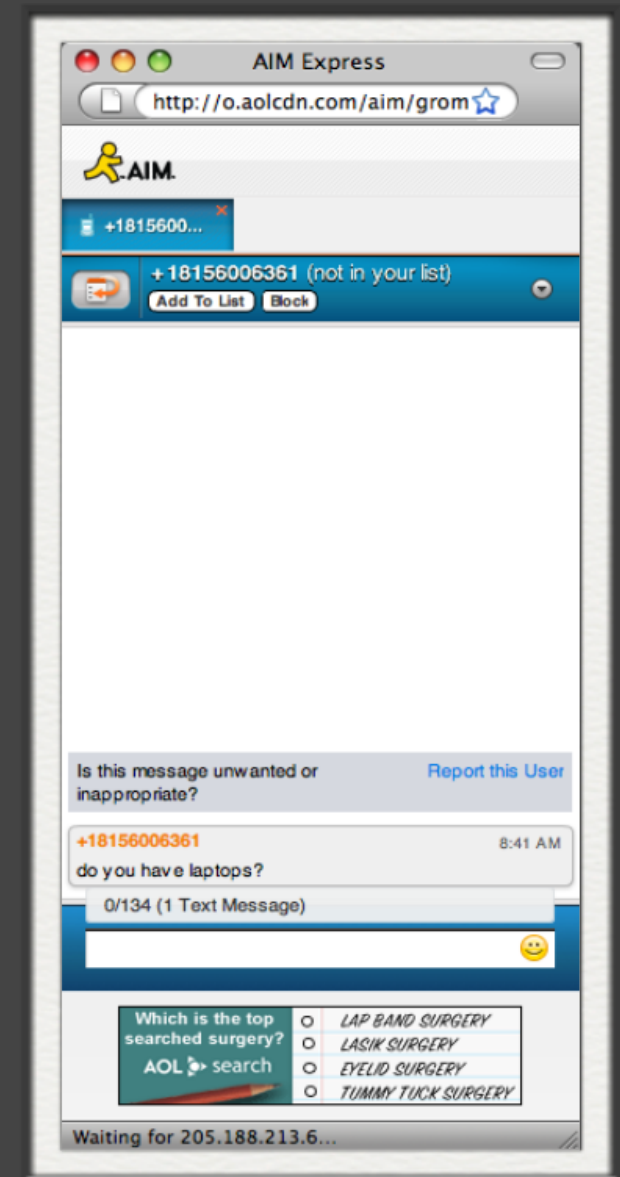 AIM Express
http://o.aolcdn.com/aim/grom
AIM.
+1815600...
+18156006361 (not in your list)
Add To List Block
Is this message unwanted or Report this User
inappropriate?
+18156006361 8:41 AM
do you have laptops?
0/134 (1 Text Message)
Which is the top
searched surgery?
AOL search
LAP BAND SURGERY
LASIK SURGERY
EYELID SURGERY
TUMMY TUCK SURGERY
Waiting for 205.188.213.6...